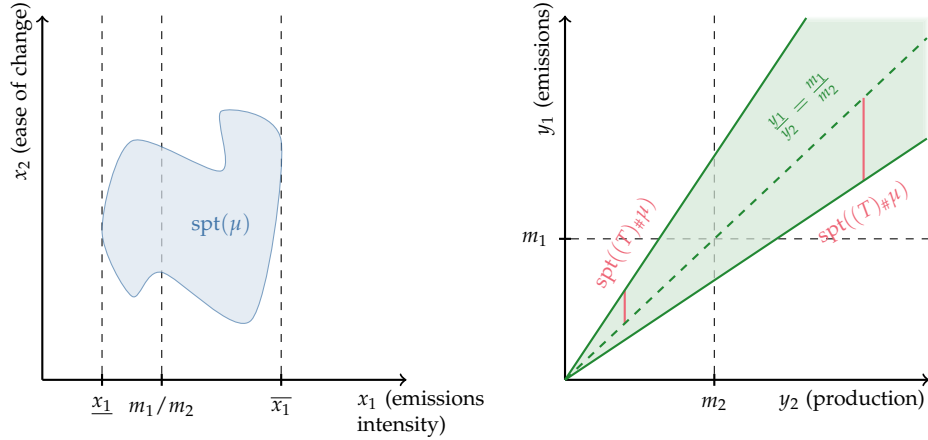 x₂ (ease of change)
spt(μ)
x̲₁
m₁/m₂
x̅₁
x₁ (emissions
intensity)
y₁ (emissions)
y₁/y₂ = m₁/m₂
spt((T)#μ)
spt((T)#μ)
m₁
m₂
y₂ (production)